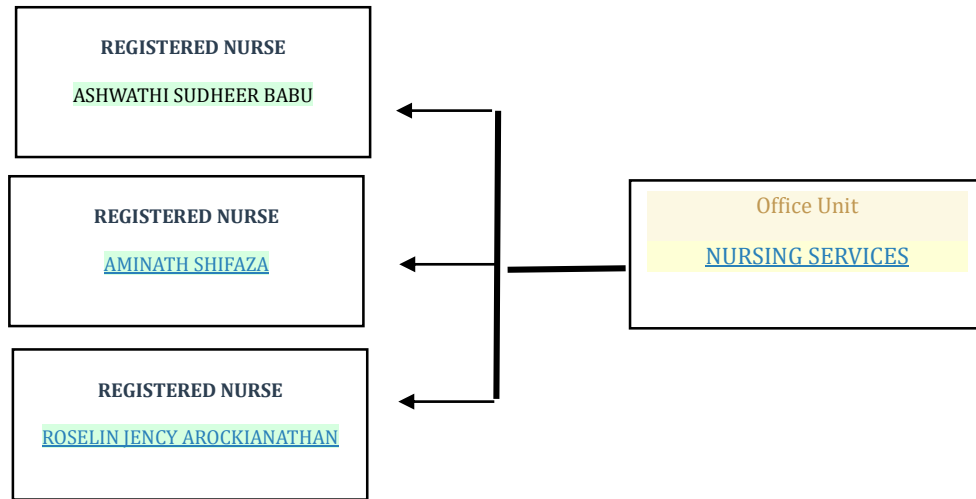 REGISTERED NURSE
ASHWATHI SUDHEER BABU
REGISTERED NURSE
AMINATH SHIFAZA
REGISTERED NURSE
ROSELIN JENCY AROCKIANATHAN
Office Unit
NURSING SERVICES